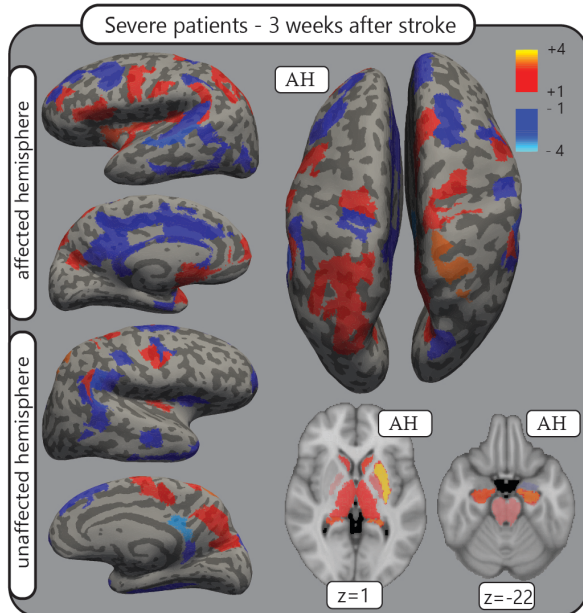 Severe patients - 3 weeks after stroke
affected hemisphere
AH
+4
+1
- 1
- 4
unaffected hemisphere
AH
AH
z=1
z=-22